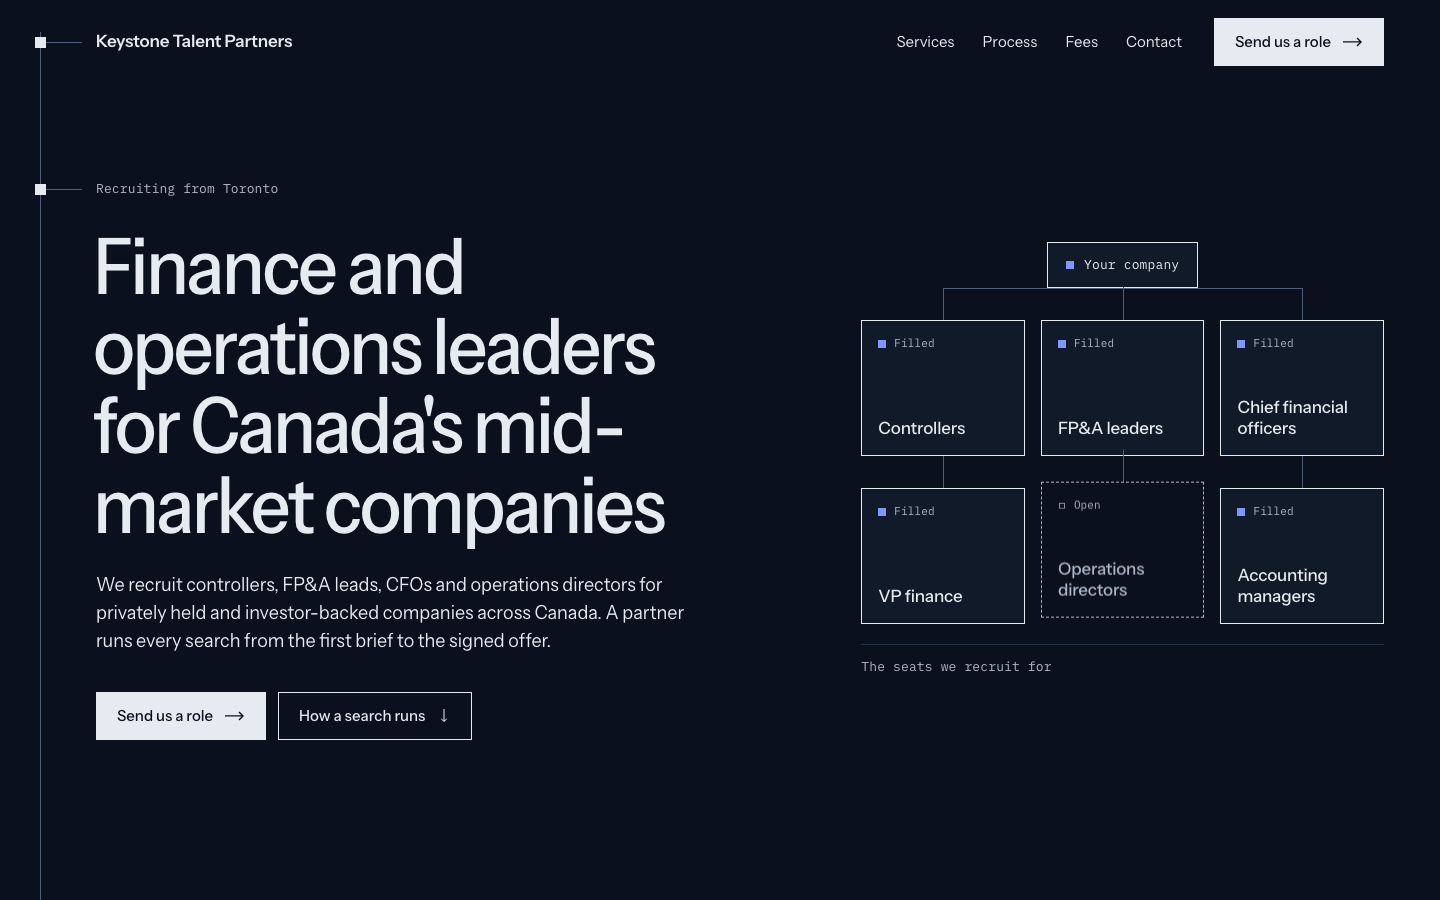 Keystone Talent Partners
Services
Process
Fees
Contact
Send us a role
Recruiting from Toronto
Finance and
operations leaders
for Canada's mid-
market companies
We recruit controllers, FP&A leads, CFOs and operations directors for
privately held and investor-backed companies across Canada. A partner
runs every search from the first brief to the signed offer.
Send us a role
How a search runs
Your company
Filled
Controllers
Filled
FP&A leaders
Filled
Chief financial
officers
Filled
VP finance
Open
Operations
directors
Filled
Accounting
managers
The seats we recruit for